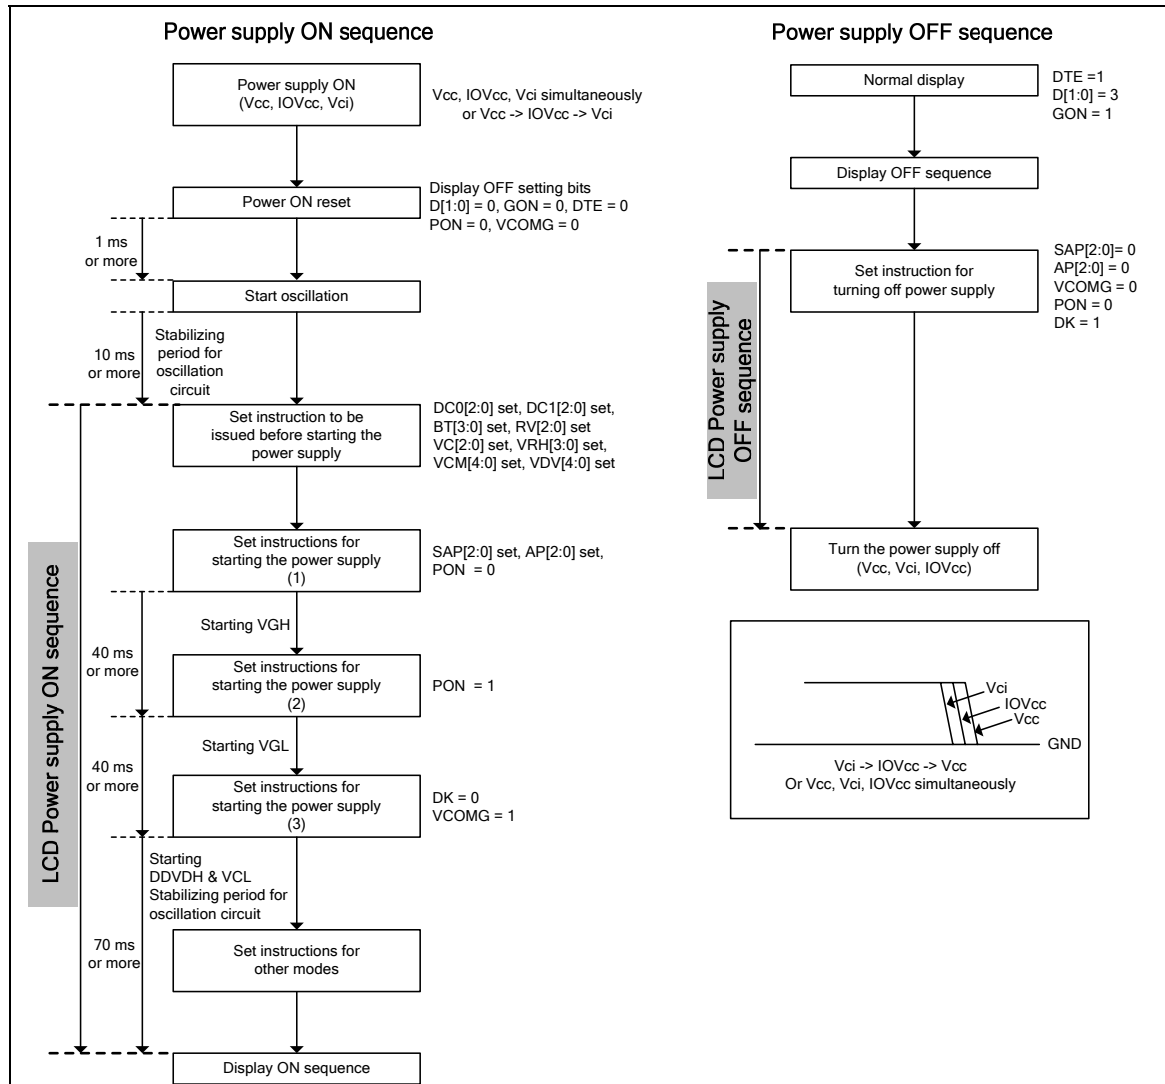 Power supply ON sequence
Power supply ON
(Vcc, IOVcc, Vci)
Vcc, IOVcc, Vci simultaneously
or Vcc -> IOVcc -> Vci
Power ON reset
Display OFF setting bits
D[1:0] = 0, GON = 0, DTE = 0
PON = 0, VCOMG = 0
1 ms
or more
Start oscillation
10 ms
or more
Stabilizing
period for
oscillation
circuit
LCD Power supply ON sequence
Set instruction to be
issued before starting the
power supply
DC0[2:0] set, DC1[2:0] set,
BT[3:0] set, RV[2:0] set
VC[2:0] set, VRH[3:0] set,
VCM[4:0] set, VDV[4:0] set
Set instructions for
starting the power supply
(1)
SAP[2:0] set, AP[2:0] set,
PON = 0
40 ms
or more
Starting VGH
Set instructions for
starting the power supply
(2)
PON = 1
40 ms
or more
Starting VGL
Set instructions for
starting the power supply
(3)
DK = 0
VCOMG = 1
70 ms
or more
Starting
DDVDH & VCL
Stabilizing period for
oscillation circuit
Set instructions for
other modes
Display ON sequence
Power supply OFF sequence
Normal display
DTE =1
D[1:0] = 3
GON = 1
Display OFF sequence
LCD Power supply
OFF sequence
Set instruction for
turning off power supply
SAP[2:0]= 0
AP[2:0] = 0
VCOMG = 0
PON = 0
DK = 1
Turn the power supply off
(Vcc, Vci, IOVcc)
Vci
IOVcc
Vcc
GND
Vci -> IOVcc -> Vcc
Or Vcc, Vci, IOVcc simultaneously